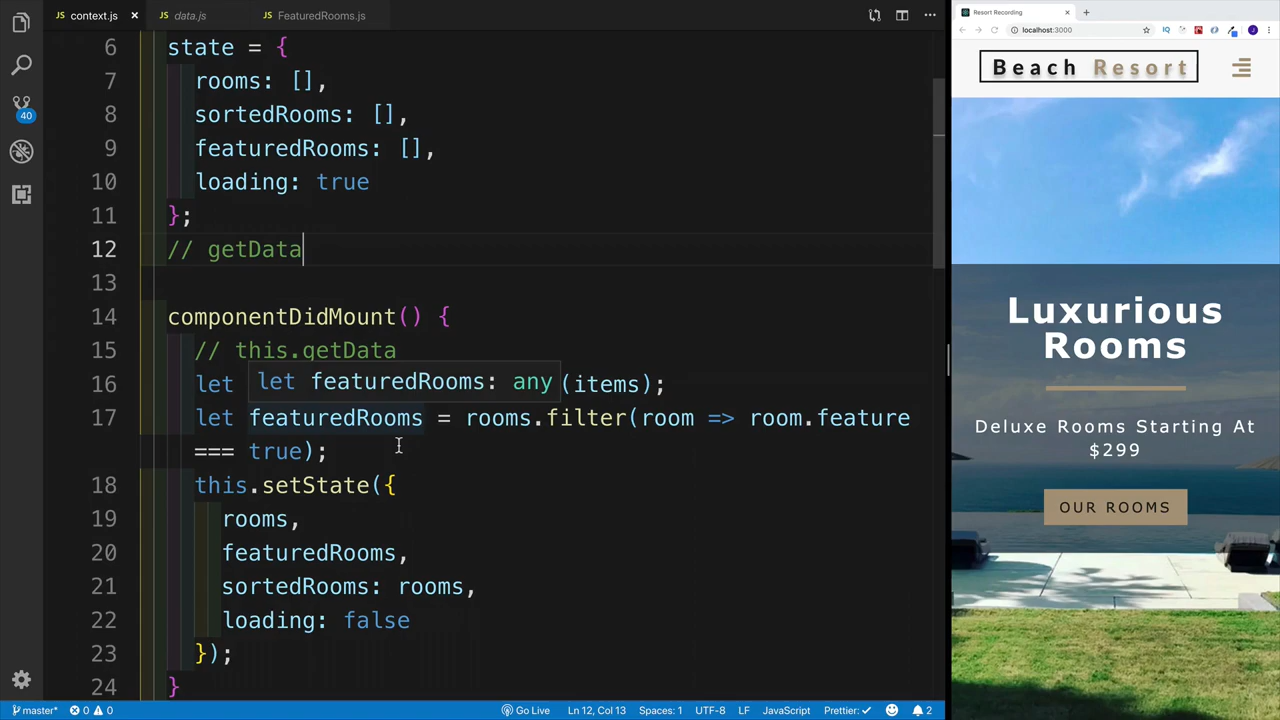 context.js
data.js
FeaturedRooms.js
6 state = {
7 rooms: [],
8 sortedRooms: [],
9 featuredRooms: [],
10 loading: true
11 };
12 // getData
13
14 componentDidMount() {
15 // this.getData
let featuredRooms: any
16 let (items);
17 let featuredRooms = rooms.filter(room => room.feature
=== true);
18 this.setState({
19 rooms,
20 featuredRooms,
21 sortedRooms: rooms,
22 loading: false
23 });
24 }
40
master*
0 0
Go Live
Ln 12, Col 13
Spaces: 1
UTF-8
LF
JavaScript
Prettier: ✓
2
Resort Recording
localhost:3000
IQ
J
Beach Resort
Luxurious
Rooms
Deluxe Rooms Starting At
$299
OUR ROOMS